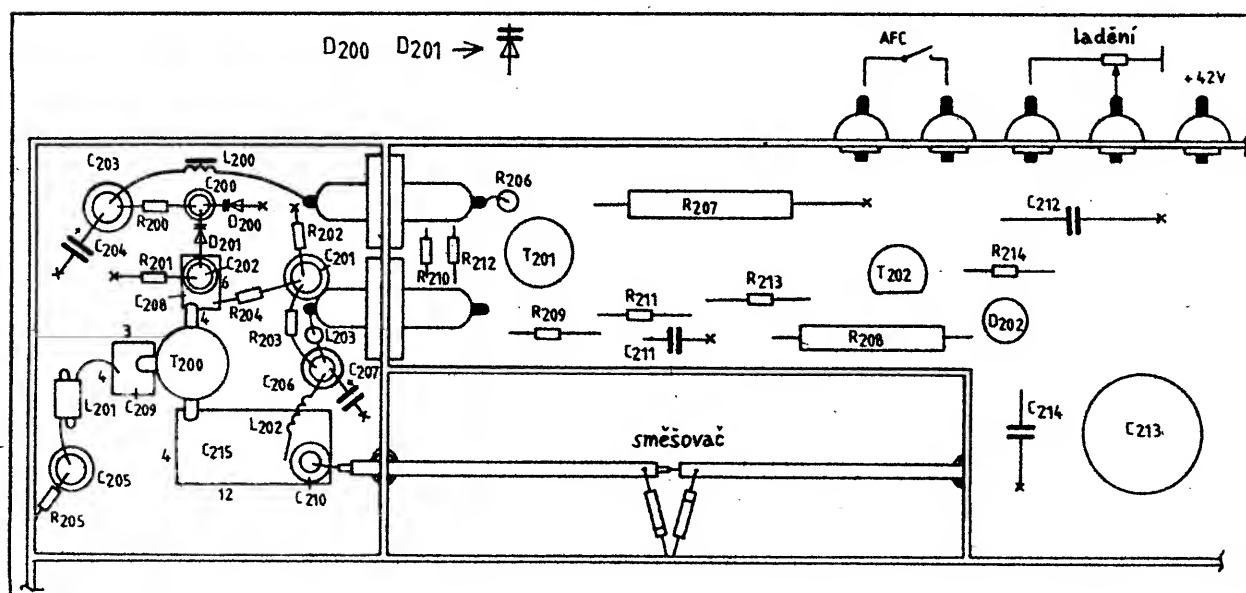 D200 D201
AFC
ladění
+42V
C203
L200
C200
R206
R207
C212
R200
D200
R202
C204
D201
R201
C202
6
C201
R210
R212
T201
T202
R214
C208
4
R204
R211
R213
D202
3
R203
L203
R209
C211
R208
T200
4
C209
C206
C207
L201
L202
C214
C213
C215
směšovač
4
C205
12
C210
R205